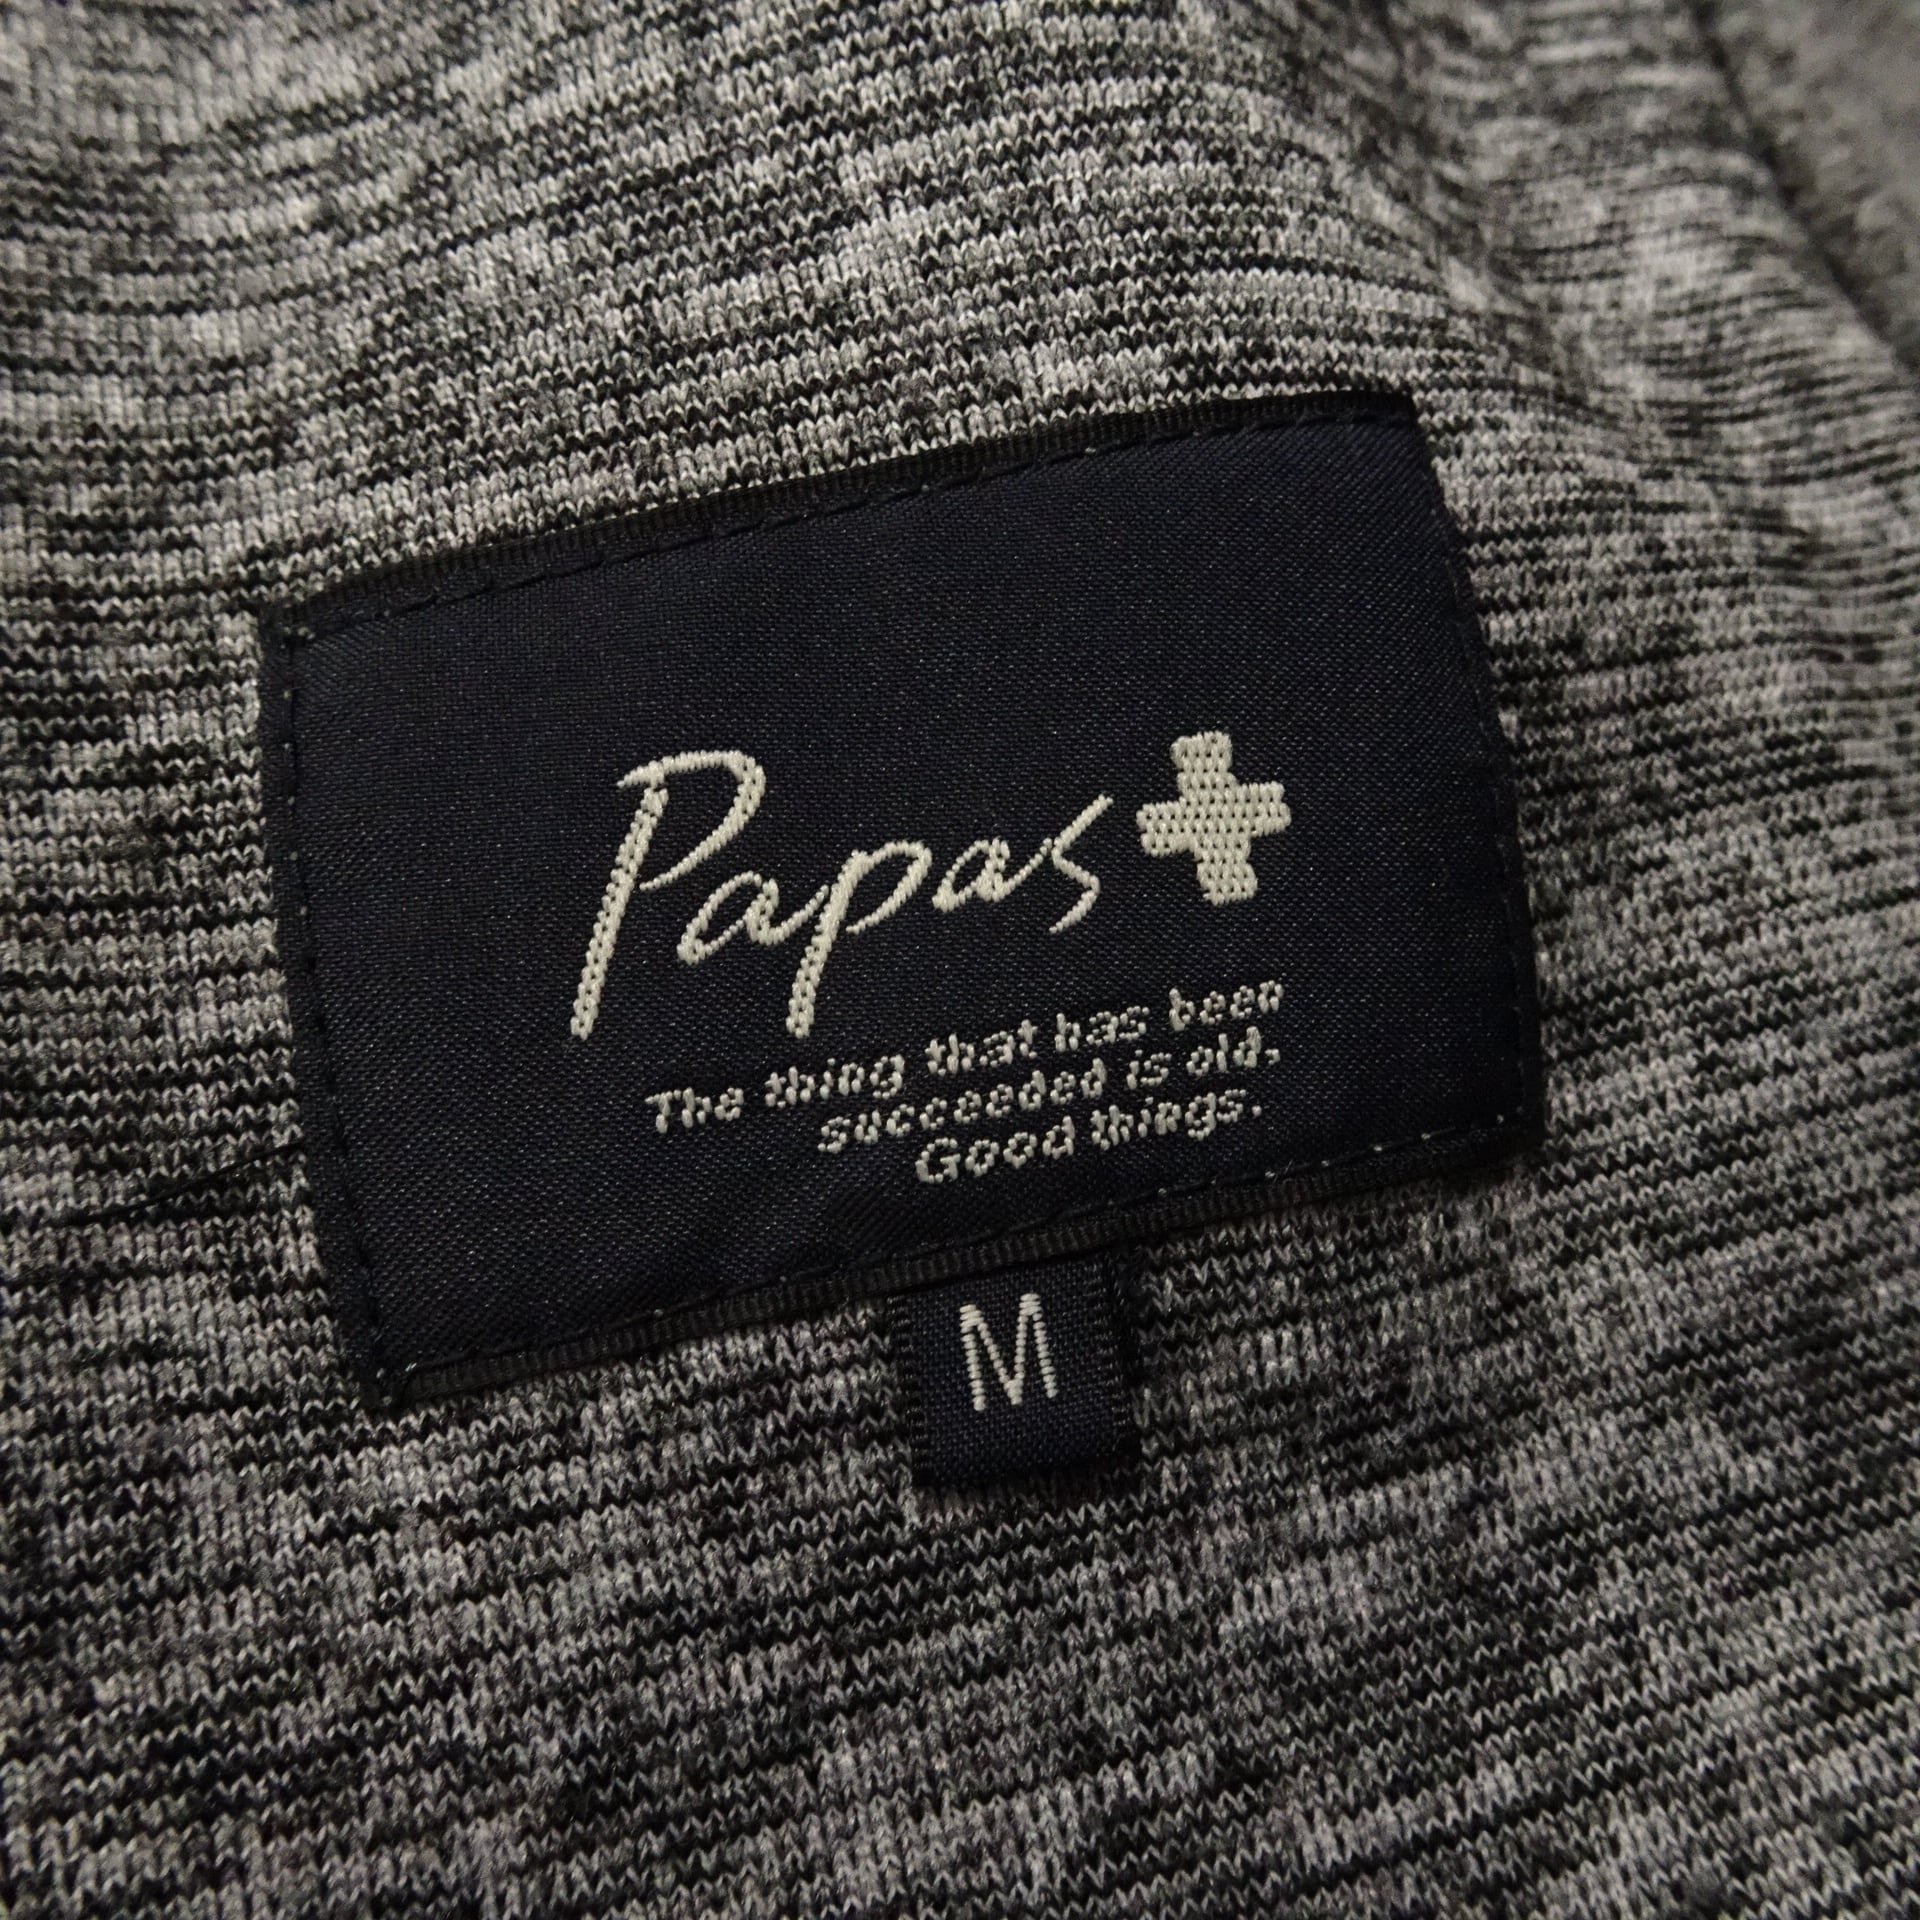 Papas+
The thing that has been
succeeded is old.
Good things.
M